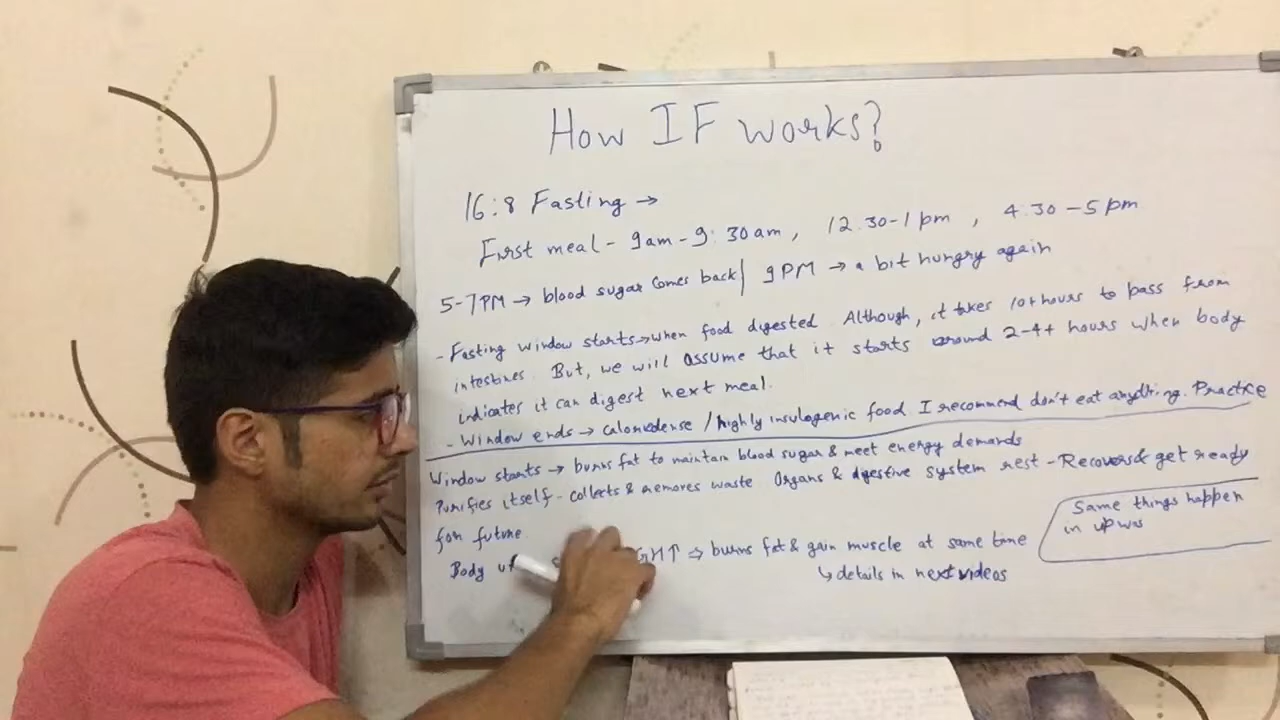 How IF works?
16:8 Fasting →
First meal - 9am - 9:30am, 12.30-1pm, 4.30-5pm
5-7PM → blood sugar comes back| 9PM → a bit hungry again
- Fasting window starts → when food digested. Although, it takes 10+ hours to pass from
intestines. But, we will assume that it starts around 2-4+ hours when body
indicates it can digest next meal.
- Window ends → caloriedense / highly insulogenic food. I recommend don't eat anything. Practice
Window starts → burns fat to maintain blood sugar & meet energy demands
Purifies itself - collects & removes waste Organs & digestive system rest - Recovers & get ready
for future.
Same things happen
in upwas
Body GH↑ ⇒ burns fat & gain muscle at same time
↳ details in next videos